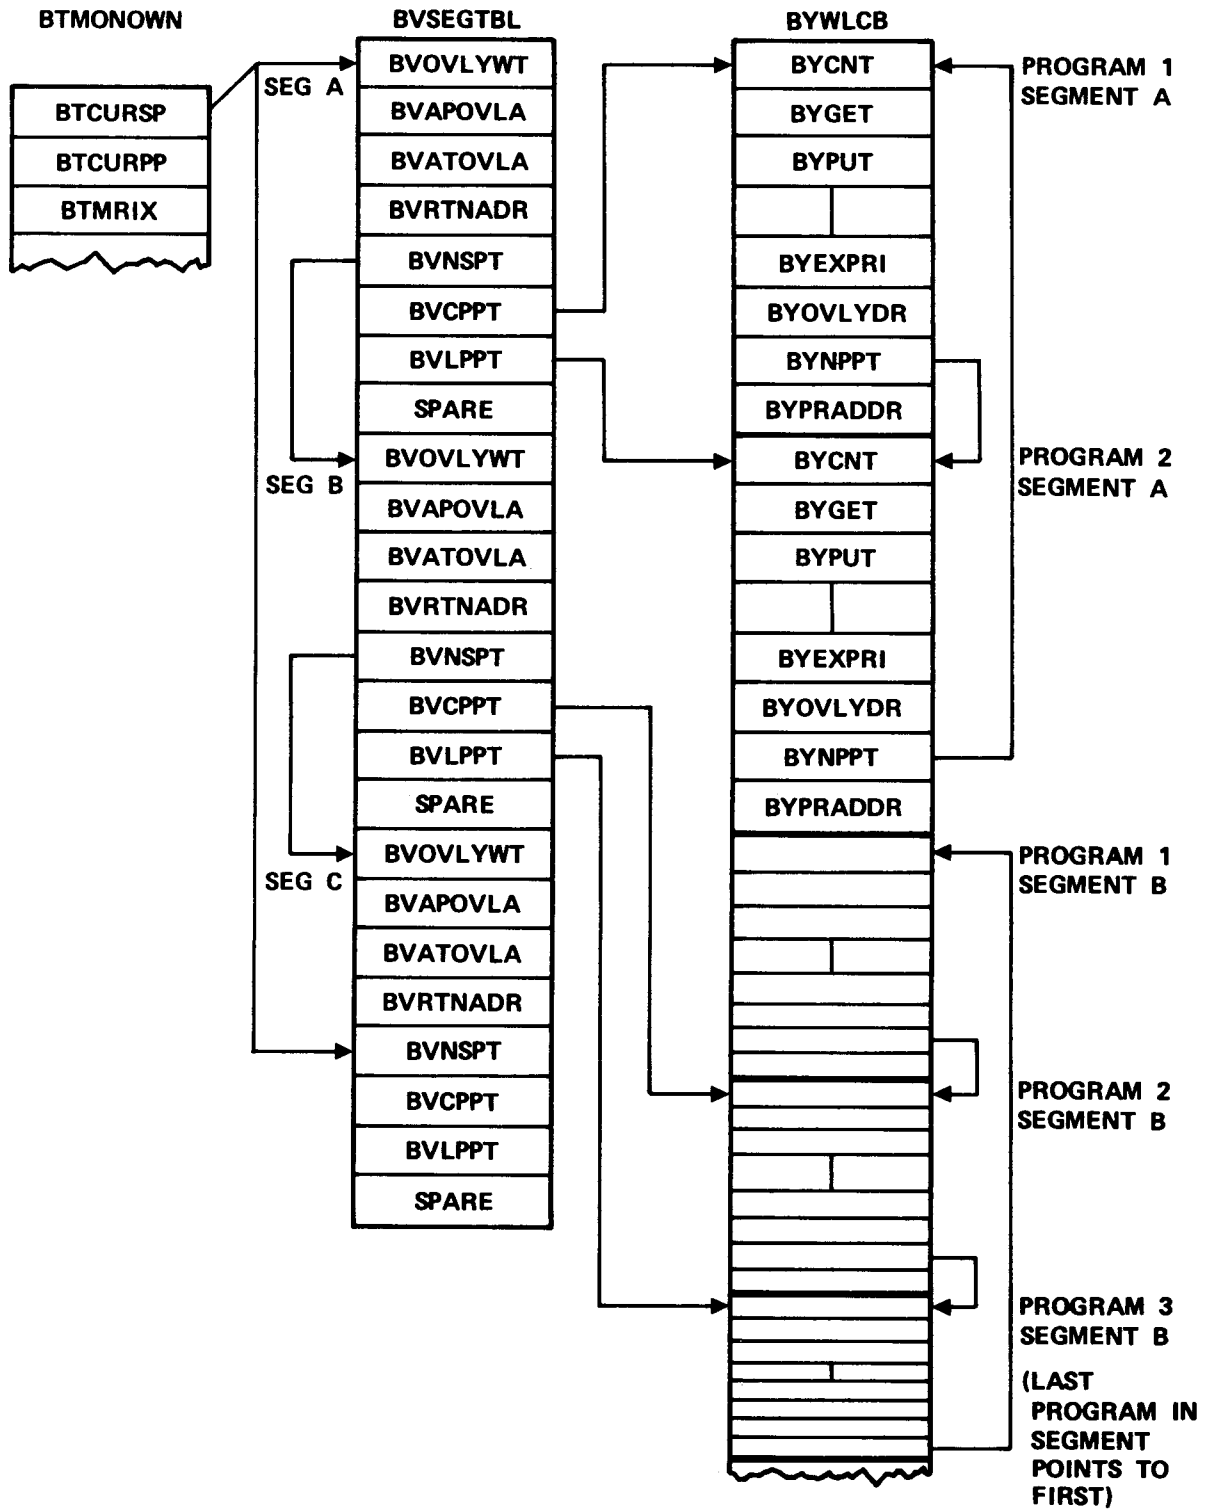 BTMONOWN
BTCURSP
BTCURPP
BTMRIX
BVSEGTBL
SEG A
BVOVLYWT
BVAPOVLA
BVATOVLA
BVRTNADR
BVNSPT
BVCPPT
BVLPPT
SPARE
SEG B
BVOVLYWT
BVAPOVLA
BVATOVLA
BVRTNADR
BVNSPT
BVCPPT
BVLPPT
SPARE
SEG C
BVOVLYWT
BVAPOVLA
BVATOVLA
BVRTNADR
BVNSPT
BVCPPT
BVLPPT
SPARE
BYWLCB
BYCNT
BYGET
BYPUT
BYEXPRI
BYOVLYDR
BYNPPT
BYPRADDR
BYCNT
BYGET
BYPUT
BYEXPRI
BYOVLYDR
BYNPPT
BYPRADDR
PROGRAM 1
SEGMENT A
PROGRAM 2
SEGMENT A
PROGRAM 1
SEGMENT B
PROGRAM 2
SEGMENT B
PROGRAM 3
SEGMENT B
(LAST
PROGRAM IN
SEGMENT
POINTS TO
FIRST)